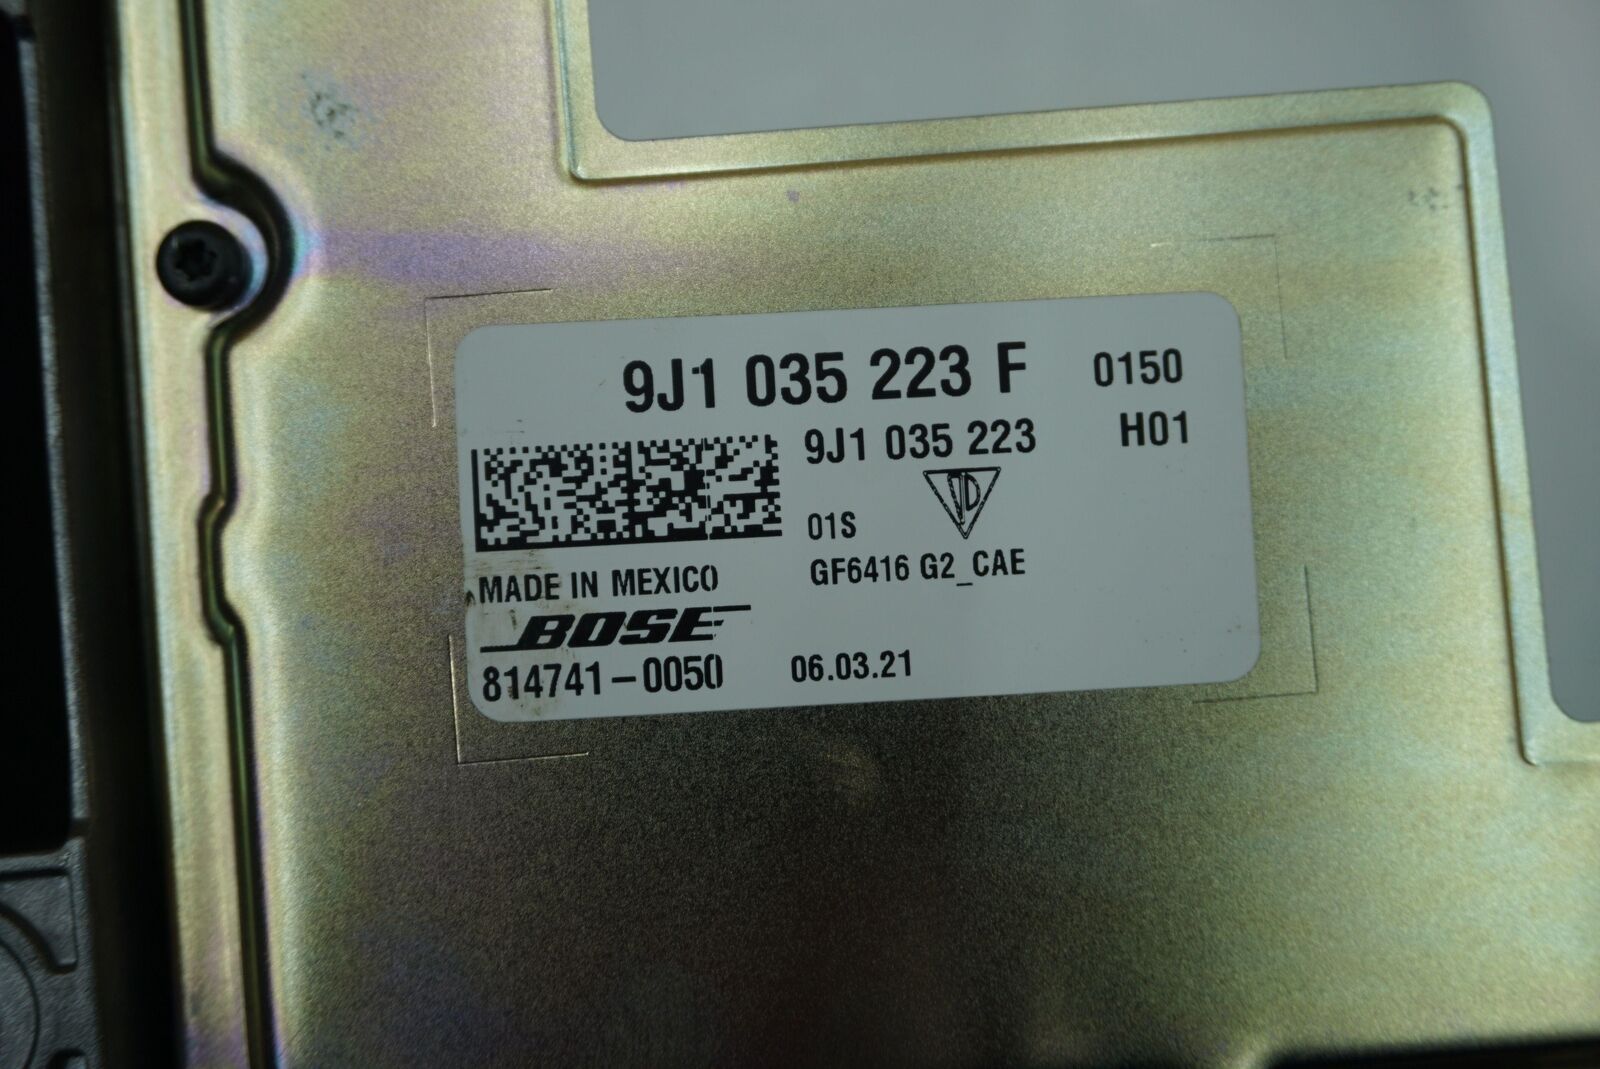 9J1 035 223 F 0150
9J1 035 223 H01
01S
GF6416 G2_CAE
MADE IN MEXICO
BOSE
814741-0050 06.03.21